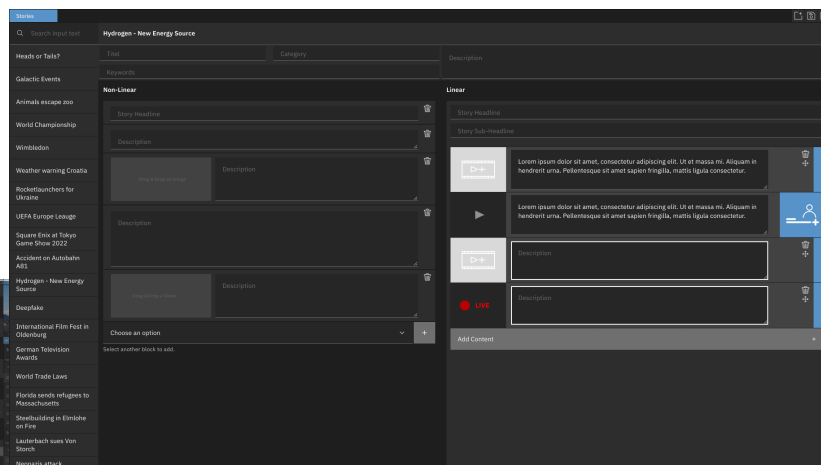 Stories
Search input text
Hydrogen - New Energy Source
Heads or Tails?
Galactic Events
Animals escape zoo
World Championship
Wimbledon
Weather warning Croatia
Rocketlaunchers for
Ukraine
UEFA Europe Leauge
Square Enix at Tokyo
Game Show 2022
Accident on Autobahn
A81
Hydrogen - New Energy
Source
Deepfake
International Film Fest in
Oldenburg
German Television
Awards
World Trade Laws
Florida sends refugees to
Massachusetts
Steelbuilding in Elmlohe
on Fire
Lauterbach sues Von
Storch
Neonazis attack
Titel
Category
Keywords
Description
Non-Linear
Story Headline
Description
Description
Description
Description
Choose an option
+
Select another block to add.
Linear
Story Headline
Story Sub-Headline
Lorem ipsum dolor sit amet, consectetur adipiscing elit. Ut et massa mi. Aliquam in
hendrerit urna. Pellentesque sit amet sapien fringilla, mattis ligula consectetur.
Lorem ipsum dolor sit amet, consectetur adipiscing elit. Ut et massa mi. Aliquam in
hendrerit urna. Pellentesque sit amet sapien fringilla, mattis ligula consectetur.
Description
LIVE
Description
Add Content
+